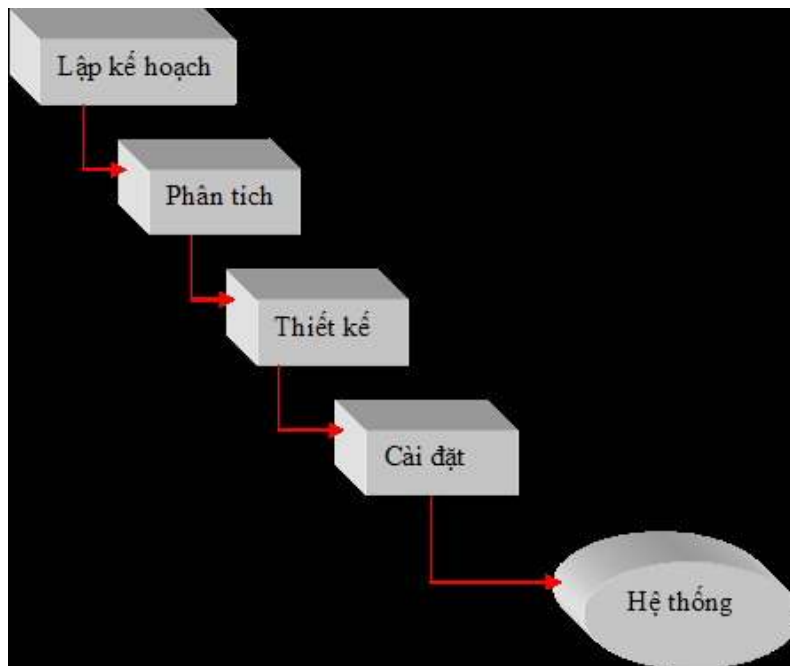 Lập kế hoạch
Phân tích
Thiết kế
Cài đặt
Hệ thống